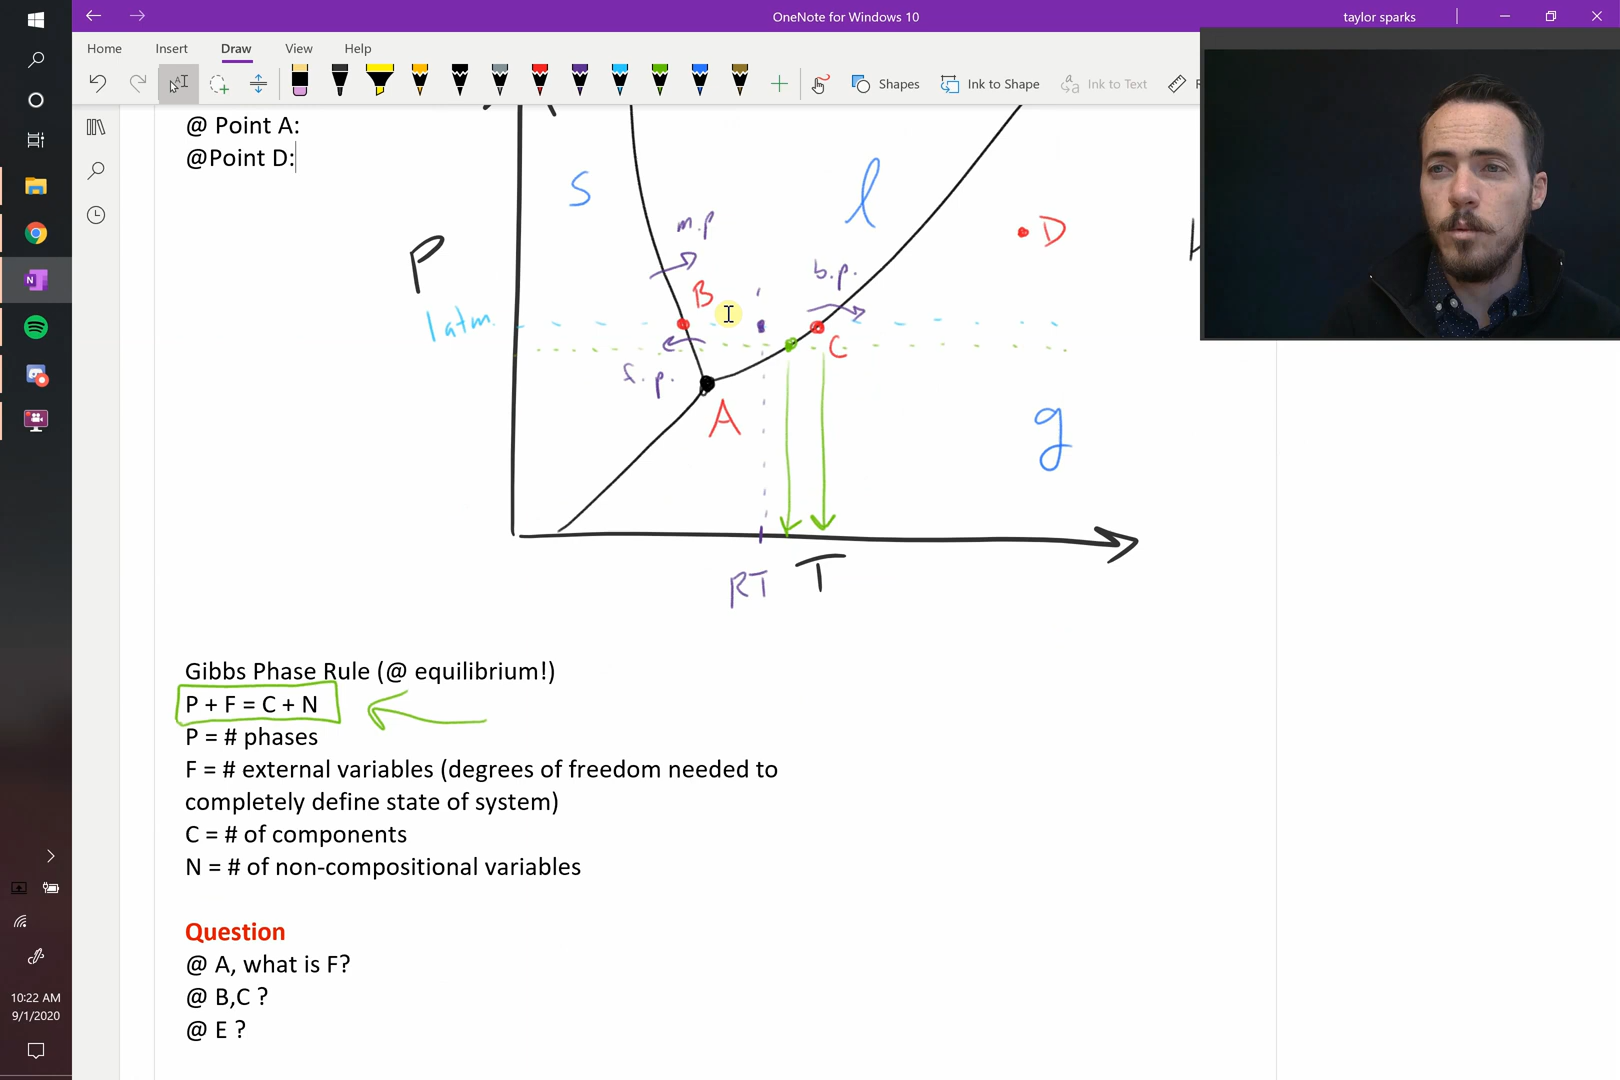 OneNote for Windows 10
taylor sparks
Home Insert Draw View Help
Shapes Ink to Shape Ink to Text
@ Point A:
@Point D:
s
l
m.p
D
P
b.p.
B
1 atm.
C
f.p.
A
g
RT T
Gibbs Phase Rule (@ equilibrium!)
P + F = C + N
P = # phases
F = # external variables (degrees of freedom needed to
completely define state of system)
C = # of components
N = # of non-compositional variables
Question
@ A, what is F?
@ B,C ?
@ E ?
10:22 AM
9/1/2020